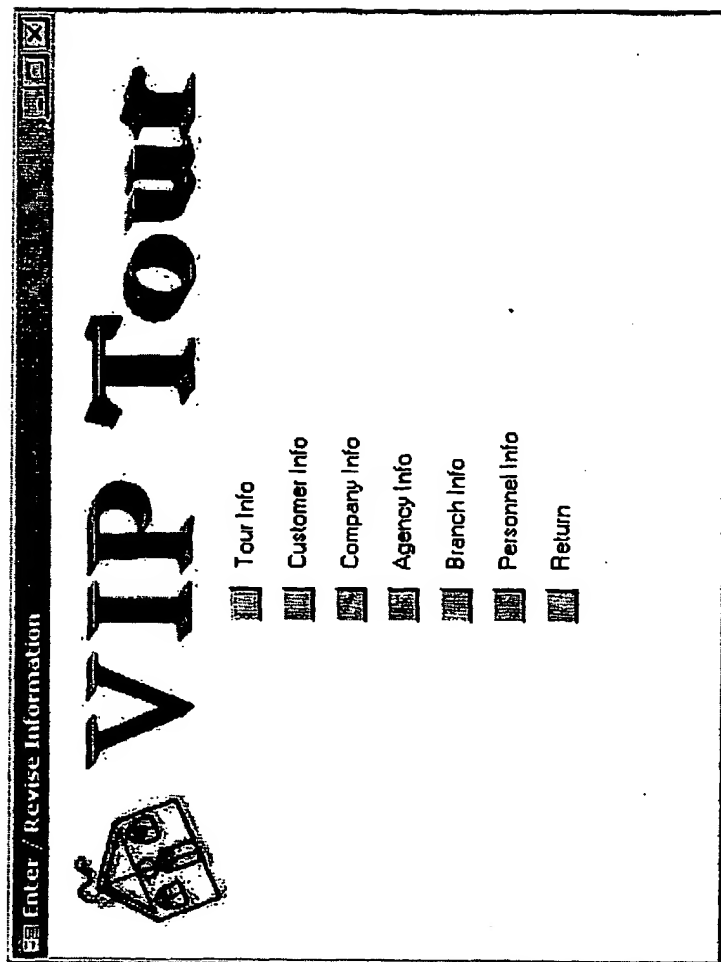 Enter / Revise Information
VIP Tour
Tour Info
Customer Info
Company Info
Agency Info
Branch Info
Personnel Info
Return